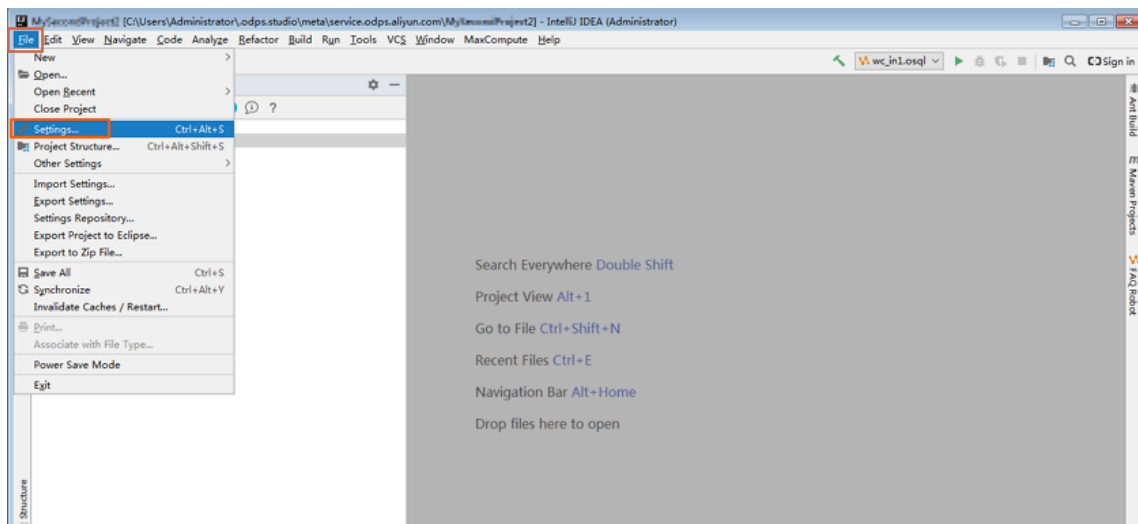 [C:\Users\Administrator\.odps.studio\meta\service.odps.aliyun.com\ - IntelliJ IDEA (Administrator)
File Edit View Navigate Code Analyze Refactor Build Run Tools VCS Window MaxCompute Help
wc_in1.osql
Sign in
New
Open...
Open Recent
Close Project
?
Settings... Ctrl+Alt+S
Project Structure... Ctrl+Alt+Shift+S
Other Settings
Import Settings...
Export Settings...
Settings Repository...
Export Project to Eclipse...
Export to Zip File...
Save All Ctrl+S
Synchronize Ctrl+Alt+Y
Invalidate Caches / Restart...
Print...
Associate with File Type...
Power Save Mode
Exit
Search Everywhere Double Shift
Project View Alt+1
Go to File Ctrl+Shift+N
Recent Files Ctrl+E
Navigation Bar Alt+Home
Drop files here to open
Ant Build
Maven Projects
FAQ Robot
Structure